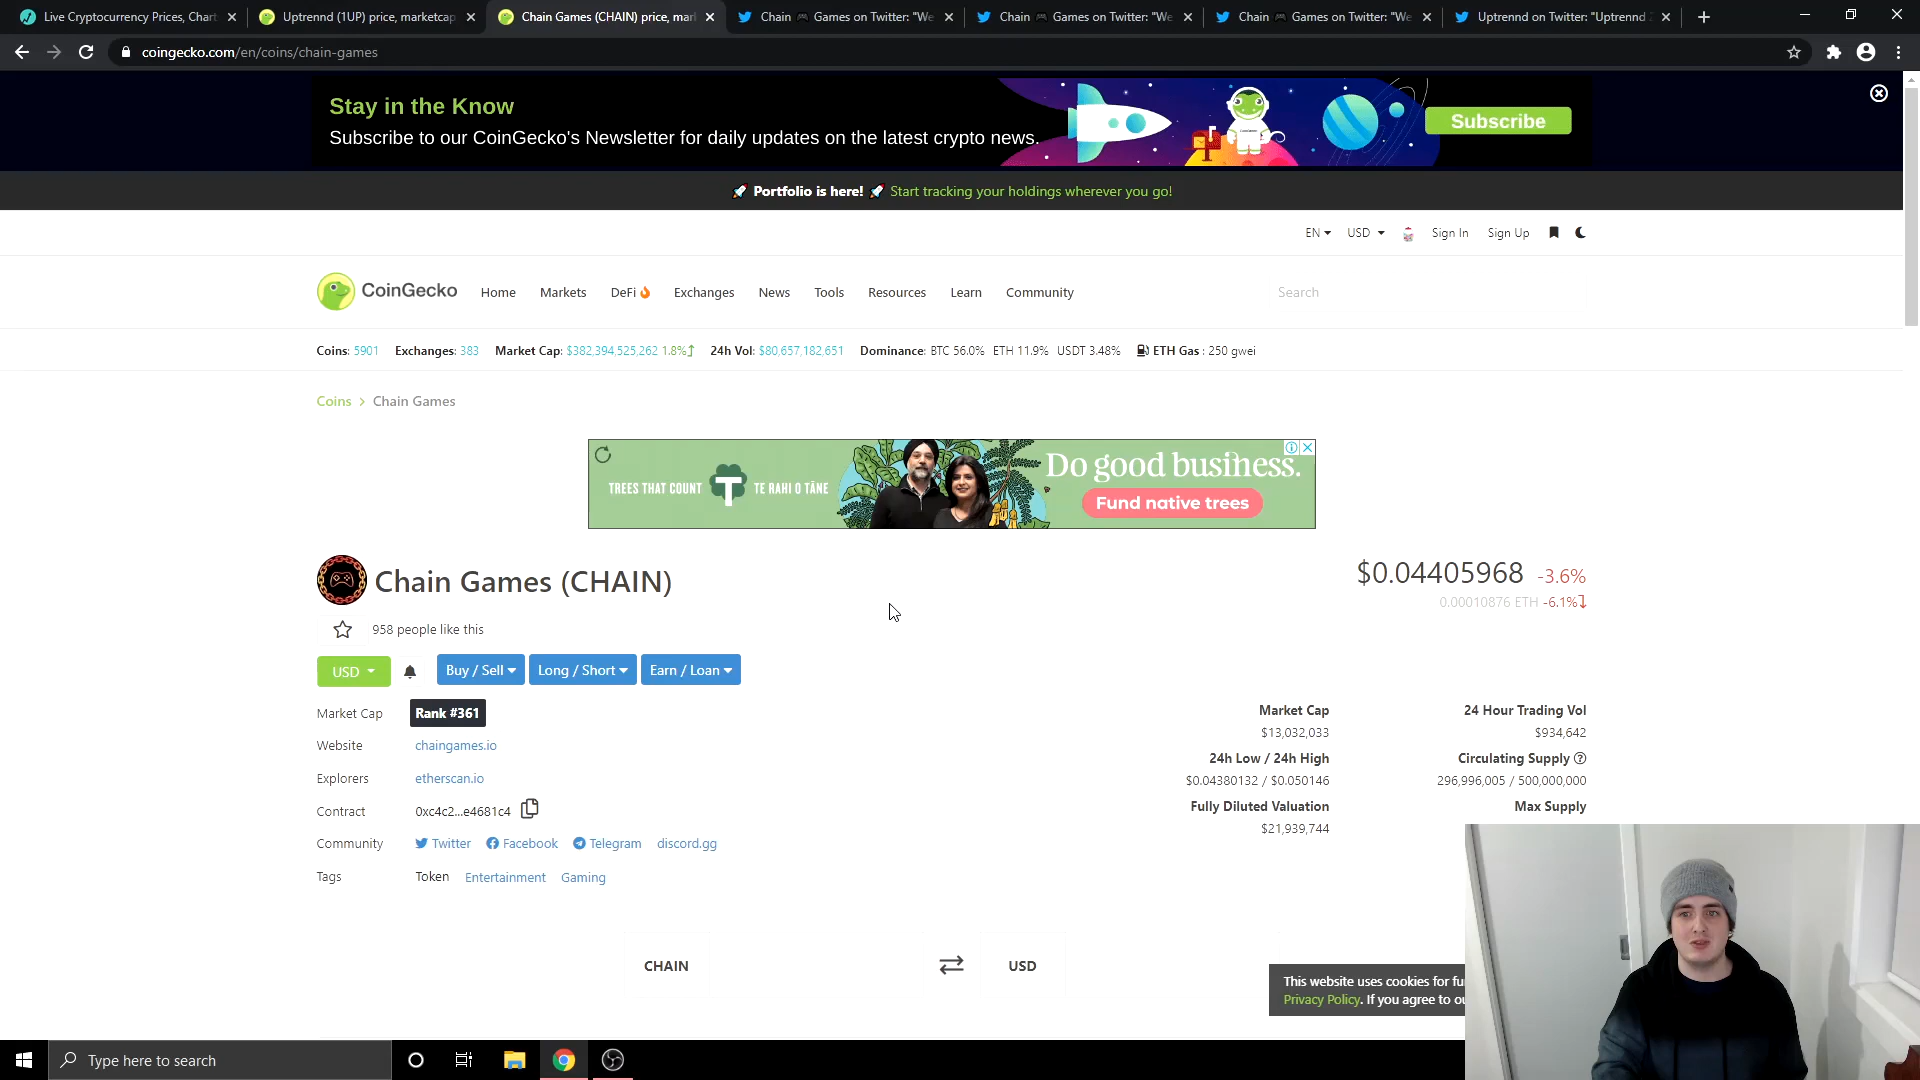 Live Cryptocurrency Prices, Chart
Uptrennd (1UP) price, marketcap
Chain Games (CHAIN) price, mar
Chain 🎮 Games on Twitter: "We
Chain 🎮 Games on Twitter: "We
Chain 🎮 Games on Twitter: "We
Uptrennd on Twitter: "Uptrennd
coingecko.com/en/coins/chain-games
Stay in the Know
Subscribe to our CoinGecko's Newsletter for daily updates on the latest crypto news.
Subscribe
🚀 Portfolio is here! 🚀 Start tracking your holdings wherever you go!
EN USD Sign In Sign Up
CoinGecko Home Markets DeFi🔥 Exchanges News Tools Resources Learn Community Search
Coins: 5901 Exchanges: 383 Market Cap: $382,394,525,262 1.8% 24h Vol: $80,657,182,651 Dominance: BTC 56.0% ETH 11.9% USDT 3.48% ETH Gas : 250 gwei
Coins > Chain Games
TREES THAT COUNT T TE RAHI O TĀNE
Do good business.
Fund native trees
Chain Games (CHAIN)
$0.04405968 -3.6%
0.00010876 ETH -6.1%
958 people like this
USD Buy / Sell Long / Short Earn / Loan
Market Cap Rank #361
Website chaingames.io
Explorers etherscan.io
Contract 0xc4c2...e4681c4
Community Twitter Facebook Telegram discord.gg
Tags Token Entertainment Gaming
Market Cap
$13,032,033
24 Hour Trading Vol
$934,642
24h Low / 24h High
$0.04380132 / $0.050146
Circulating Supply
296,996,005 / 500,000,000
Fully Diluted Valuation
$21,939,744
Max Supply
CHAIN USD
This website uses cookies for fu
Privacy Policy. If you agree to ou
Type here to search